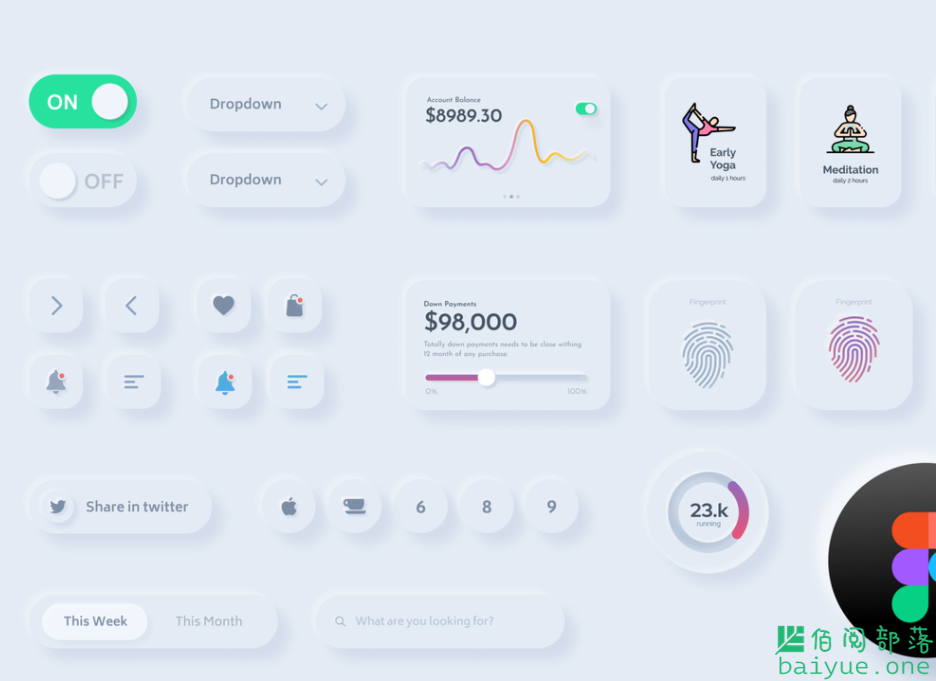 ON
OFF
Dropdown
Dropdown
Account Balance
$8989.30
Early
Yoga
daily 1 hours
Meditation
daily 2 hours
Down Payments
$98,000
Totally down payments needs to be close withing
12 month of any purchase.
0%
100%
Fingerprint
Fingerprint
Share in twitter
6
8
9
23.k
running
This Week
This Month
What are you looking for?
佰阅部落
baiyue.one